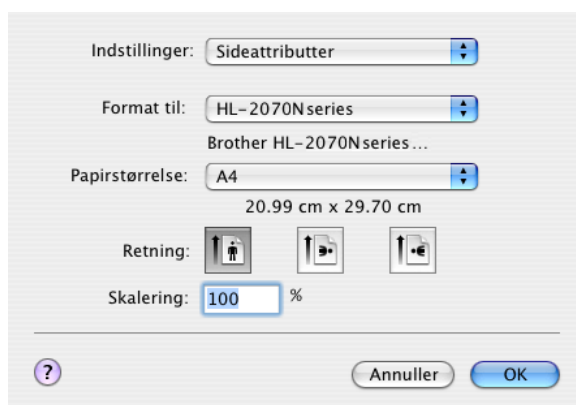 Indstillinger: Sideattributter
Format til: HL-2070N series
Brother HL-2070N series...
Papirstørrelse: A4
20.99 cm x 29.70 cm
Retning:
Skalering: 100 %
? Annuller OK